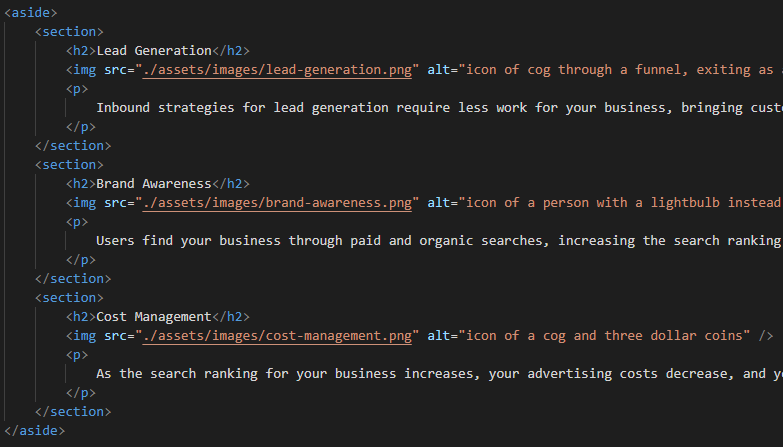 <aside>
<section>
<h2>Lead Generation</h2>
<img src="./assets/images/lead-generation.png" alt="icon of cog through a funnel, exiting as
<p>
Inbound strategies for lead generation require less work for your business, bringing
</p>
</section>
<section>
<h2>Brand Awareness</h2>
<img src="./assets/images/brand-awareness.png" alt="icon of a person with a lightbulb instead
<p>
Users find your business through paid and organic searches, increasing the search ranking
</p>
</section>
<section>
<h2>Cost Management</h2>
<img src="./assets/images/cost-management.png" alt="icon of a cog and three dollar coins" />
<p>
As the search ranking for your business increases, your advertising costs decrease, and
</p>
</section>
</aside>